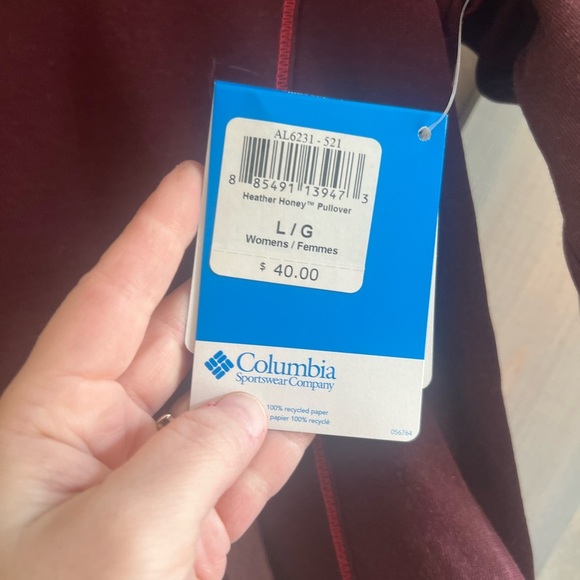 AL6231 - 521
8 85491 13947 3
Heather Honey™ Pullover
L / G
Womens / Femmes
$ 40.00
Columbia
Sportswear Company
100% recycled paper
papier 100% recyclé
056764